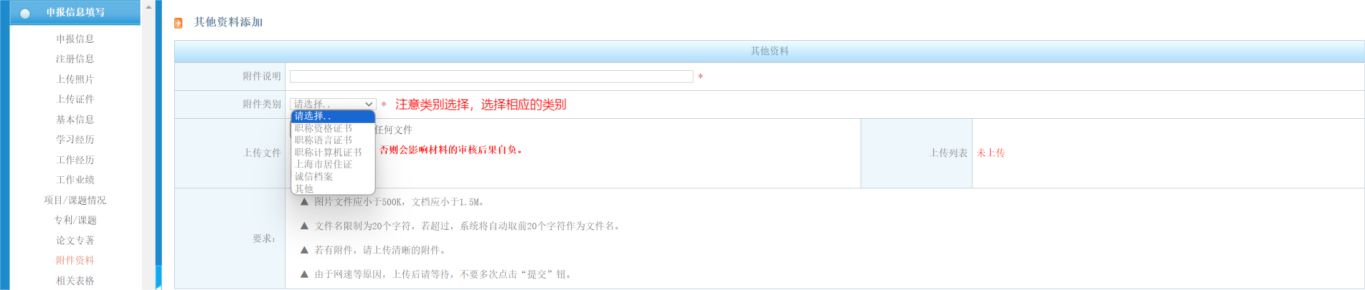 申报信息填写
申报信息
注册信息
上传照片
上传证件
基本信息
学习经历
工作经历
工作业绩
项目/课题情况
专利/课题
论文专著
附件资料
相关表格
其他资料添加
其他资料
附件说明 *
附件类别 请选择.. * 注意类别选择，选择相应的类别
请选择..
职称资格证书
职称语言证书
职称计算机证书
上海市居住证
诚信档案
其他
上传文件 任何文件
否则会影响材料的审核后果自负。
上传列表 未上传
要求：
▲ 图片文件应小于500K，文档应小于1.5M。
▲ 文件名限制为20个字符，若超过，系统将自动取前20个字符作为文件名。
▲ 若有附件，请上传清晰的附件。
▲ 由于网速等原因，上传后请等待，不要多次点击“提交”钮。